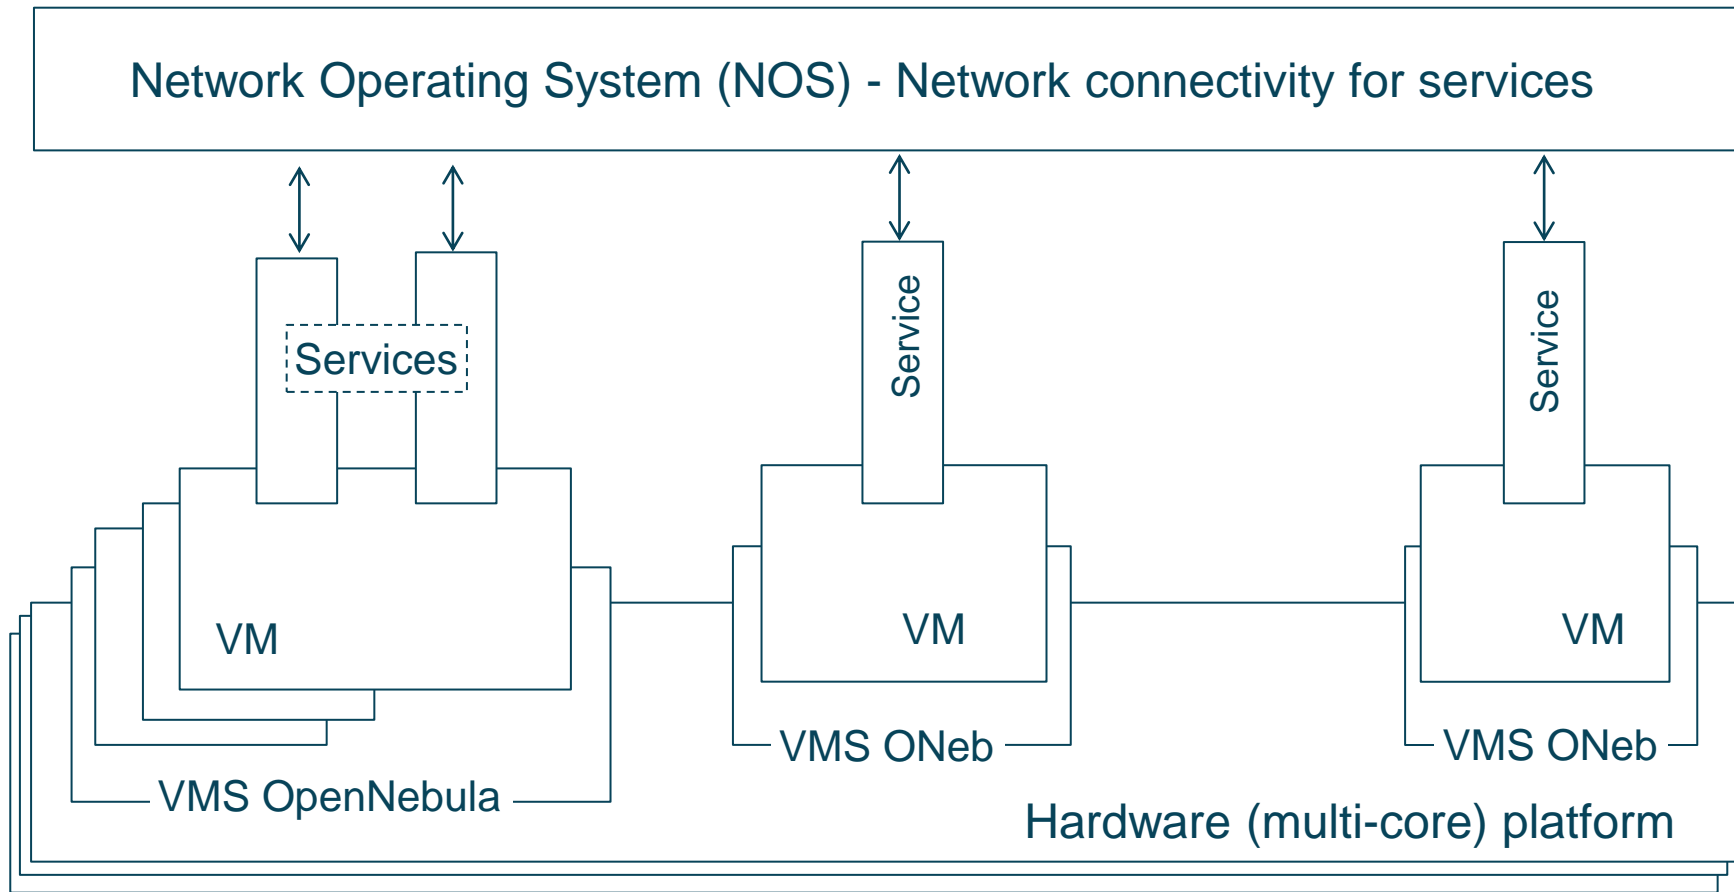 Network Operating System (NOS) - Network connectivity for services
Services
Service
Service
VM
VM
VM
VMS OpenNebula
VMS ONeb
VMS ONeb
Hardware (multi-core) platform